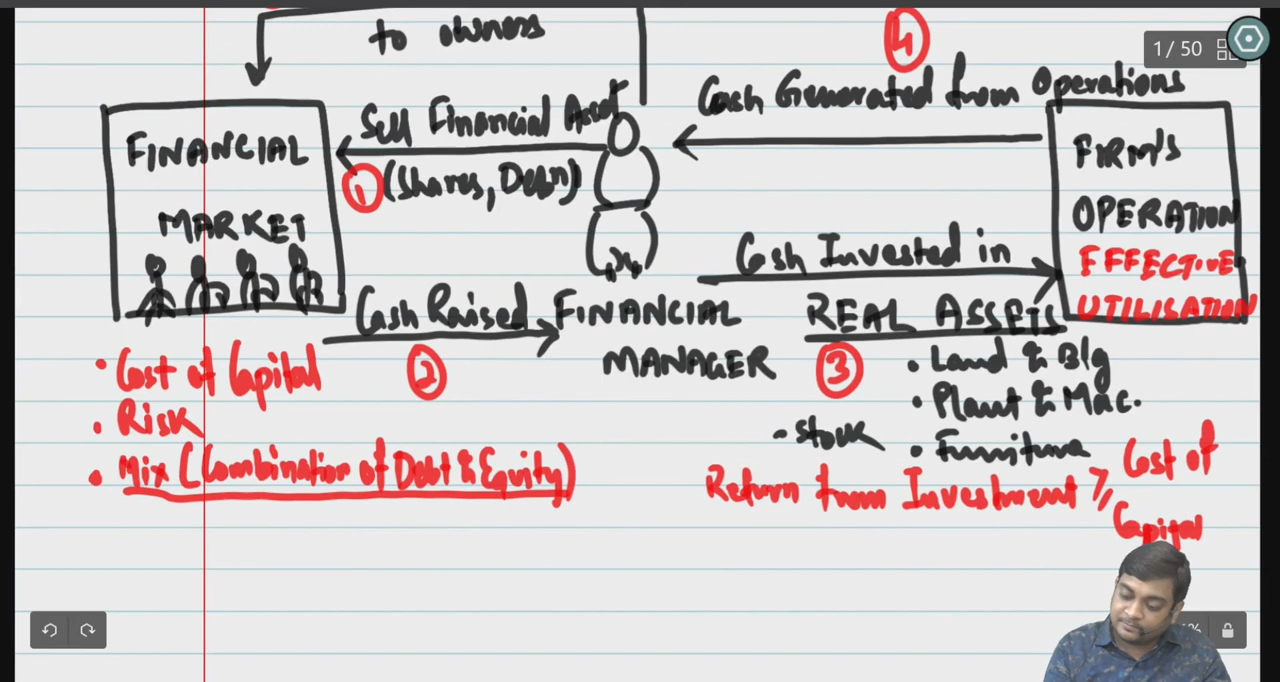 to owners
4
1 / 50
Cash Generated from Operations
Sell Financial Asset
FINANCIAL
MARKET
1 (Shares, Debn)
FIRM'S
OPERATION
EFFECTIVE
UTILISATION
Cash Invested in
REAL ASSETS
3
Cash Raised
2
FINANCIAL
MANAGER
• Land & Blg
• Plant & Mac.
• Furniture
- Stock
• Cost of Capital
• Risk
• Mix (Combination of Debt & Equity)
Return from Investment ≥ Cost of
Capital